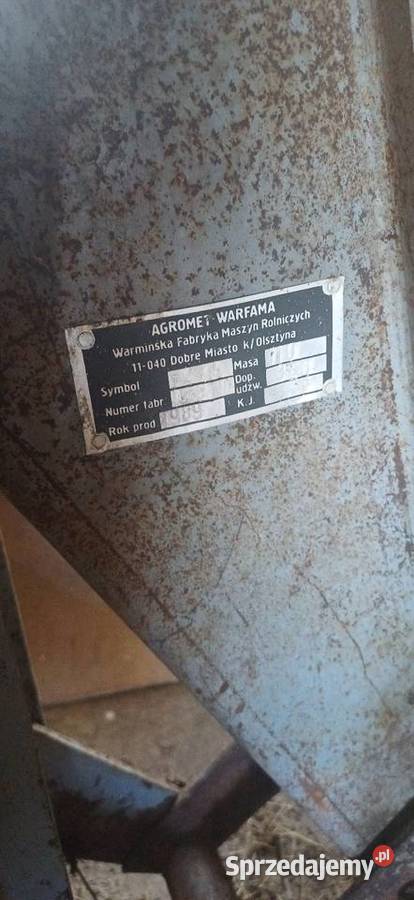 AGROMET WARFAMA
Warmińska Fabryka Maszyn Rolniczych
11-040 Dobre Miasto k/Olsztyna
Symbol Masa
Numer fabr. Dop. udźw.
Rok prod 989 K.J.
Sprzedajemy.pl